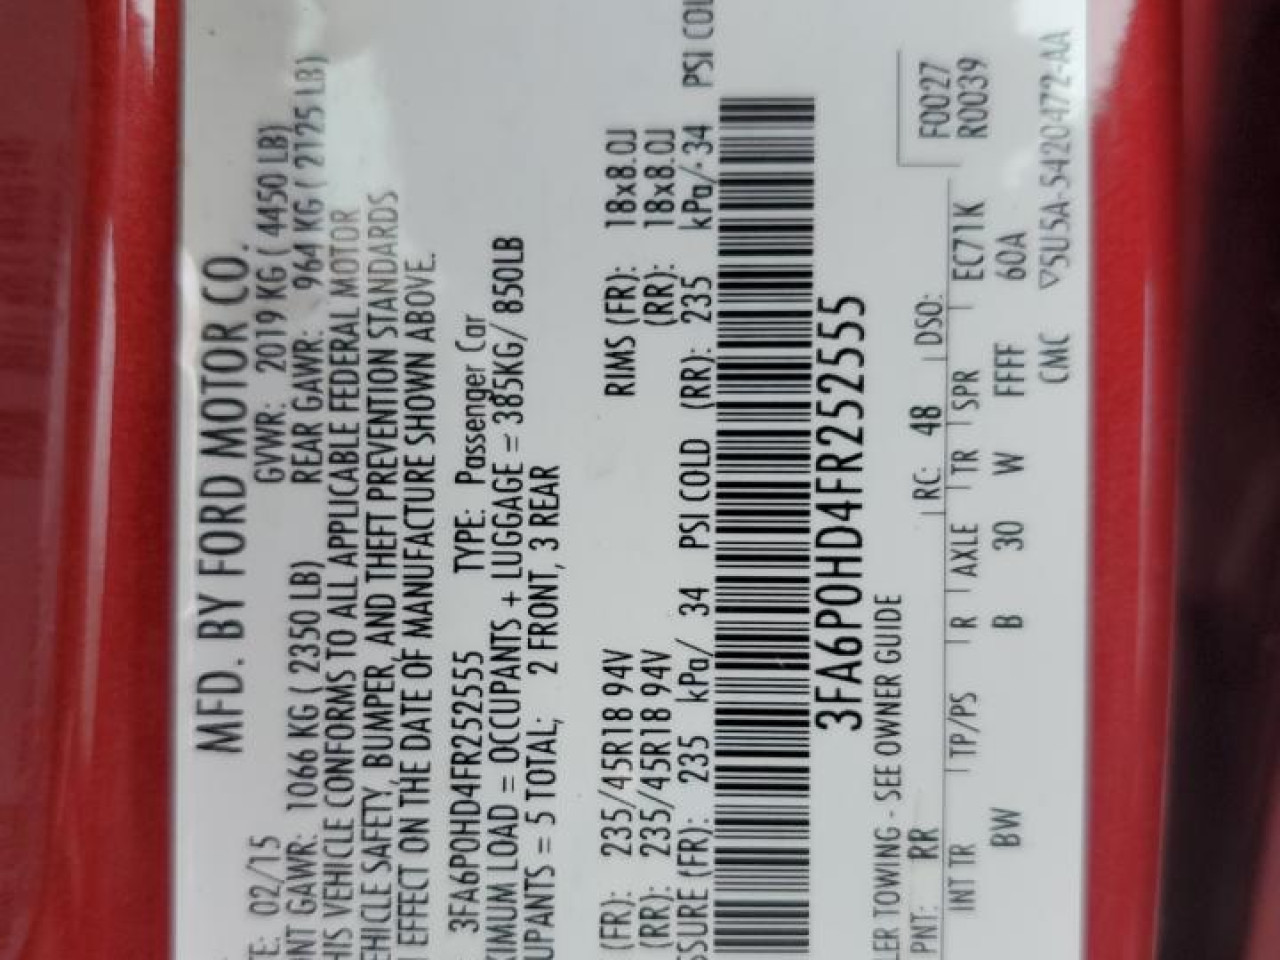 MFD. BY FORD MOTOR CO.
TE: 02/15 GVWR: 2019 KG ( 4450 LB)
ONT GAWR: 1066 KG ( 2350 LB) REAR GAWR: 964 KG ( 2125 LB)
HIS VEHICLE CONFORMS TO ALL APPLICABLE FEDERAL MOTOR
EHICLE SAFETY, BUMPER, AND THEFT PREVENTION STANDARDS
EFFECT ON THE DATE OF MANUFACTURE SHOWN ABOVE.
3FA6P0HD4FR252555 TYPE: Passenger Car
XIMUM LOAD = OCCUPANTS + LUGGAGE = 385KG/ 850LB
UPANTS = 5 TOTAL; 2 FRONT, 3 REAR
(FR): 235/45R18 94V RIMS (FR): 18x8.0J
(RR): 235/45R18 94V (RR): 18x8.0J
SSURE (FR): 235 kPa/ 34 PSI COLD (RR): 235 kPa/ 34 PSI COL
3FA6P0HD4FR252555
LER TOWING - SEE OWNER GUIDE
F0027
R0039
PNT: RR RC: 48 DSO:
INT TR TP/PS R AXLE TR SPR EC71K
BW B 30 W FFFF 60A
CMC ▽5U5A-5420472-AA